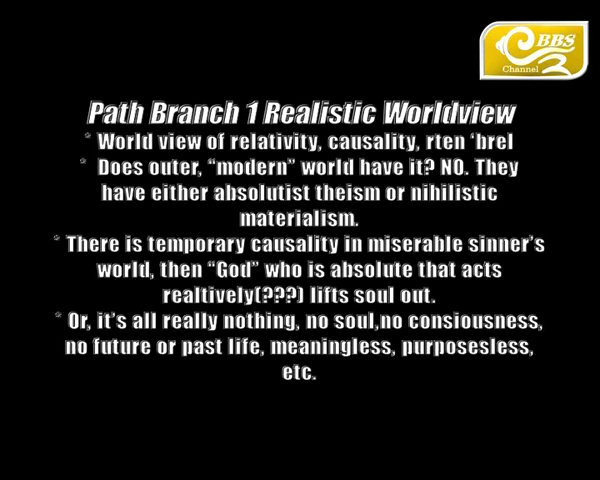 BBS
Channel 2
Path Branch 1 Realistic Worldview
* World view of relativity, causality, rten ‘brel
* Does outer, “modern” world have it? NO. They
have either absolutist theism or nihilistic
materialism.
* There is temporary causality in miserable sinner’s
world, then “God” who is absolute that acts
realtively(???) lifts soul out.
* Or, it’s all really nothing, no soul,no consiousness,
no future or past life, meaningless, purposesless,
etc.